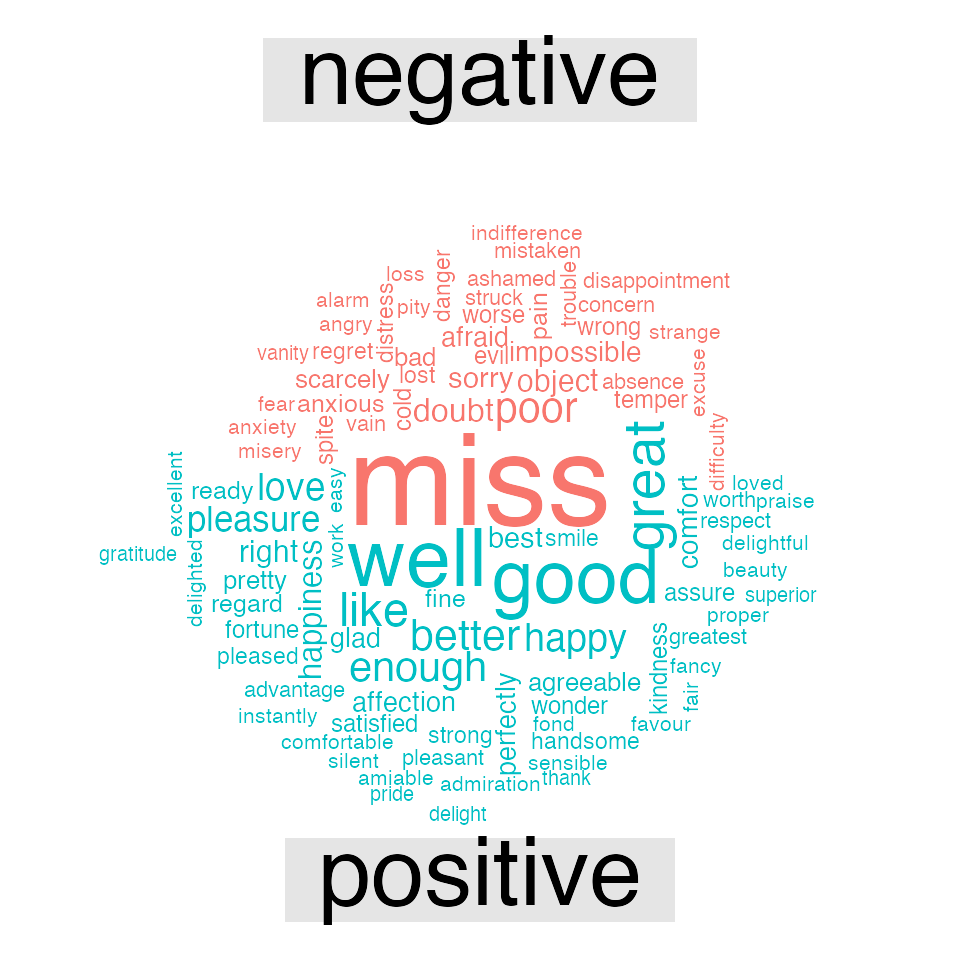 negative
indifference
mistaken
loss
danger
ashamed
trouble
disappointment
alarm
distress
pity
struck
pain
concern
angry
worse
wrong
strange
afraid
vanity
regret
bad
evil
impossible
excuse
scarcely
lost
sorry
object
absence
fear
anxious
cold
doubt
poor
temper
anxiety
spite
vain
difficulty
misery
miss
great
excellent
ready
love
easy
comfort
loved
worth
praise
pleasure
work
well
best
smile
respect
gratitude
delighted
right
happiness
good
delightful
pretty
beauty
regard
like
fine
assure
superior
fortune
glad
better
happy
proper
pleased
enough
kindness
greatest
advantage
affection
perfectly
agreeable
fancy
fair
instantly
satisfied
wonder
favour
comfortable
strong
fond
handsome
silent
pleasant
sensible
amiable
admiration
thank
pride
delight
positive